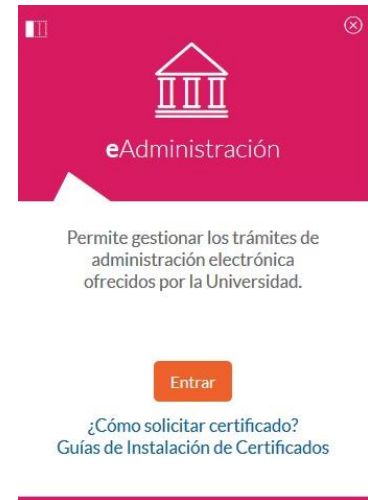 eAdministración
Permite gestionar los trámites de
administración electrónica
ofrecidos por la Universidad.
Entrar
¿Cómo solicitar certificado?
Guías de Instalación de Certificados